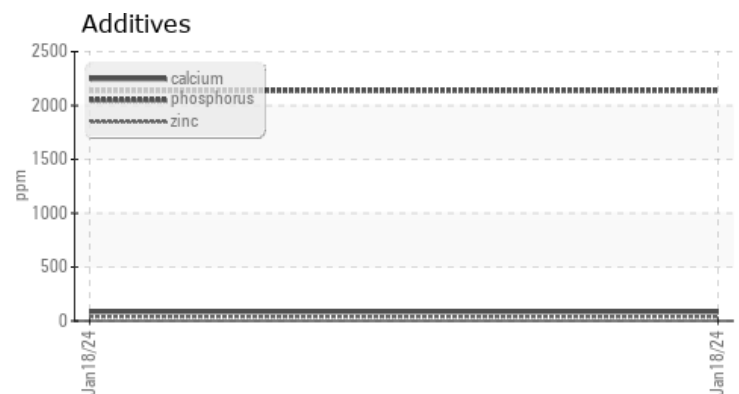 Additives
2500
calcium
phosphorus
zinc
2000
1500
ppm
1000
500
0
Jan18/24
Jan18/24